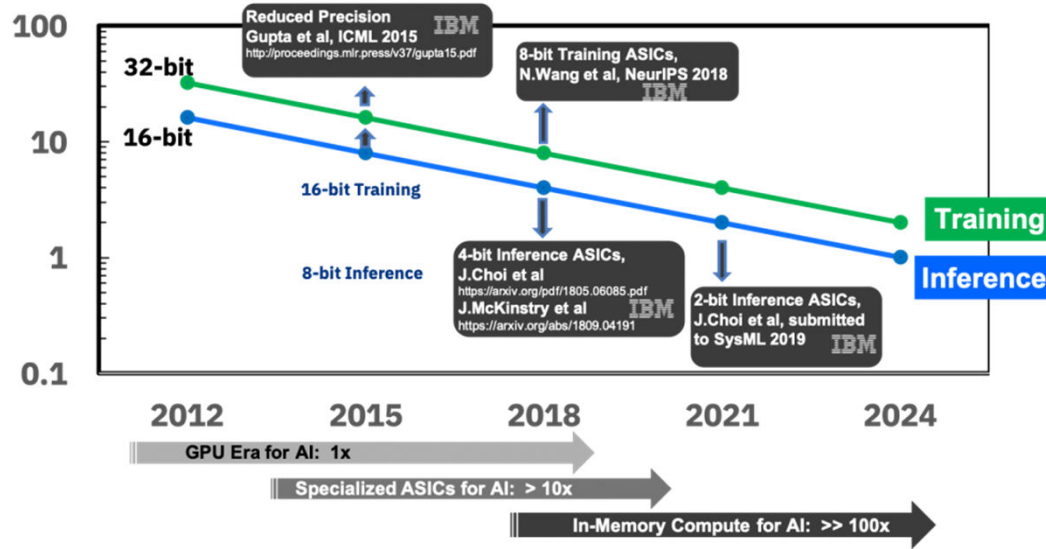 100
10
1
0.1
32-bit
16-bit
Reduced Precision
Gupta et al, ICML 2015
http://proceedings.mlr.press/v37/gupta15.pdf
IBM
8-bit Training ASICs,
N.Wang et al, NeurIPS 2018
IBM
16-bit Training
8-bit Inference
4-bit Inference ASICs,
J.Choi et al
https://arxiv.org/pdf/1805.06085.pdf
J.McKinstry et al
https://arxiv.org/abs/1809.04191
IBM
2-bit Inference ASICs,
J.Choi et al, submitted
to SysML 2019
IBM
Training
Inference
2012 2015 2018 2021 2024
GPU Era for AI: 1x
Specialized ASICs for AI: > 10x
In-Memory Compute for AI: >> 100x